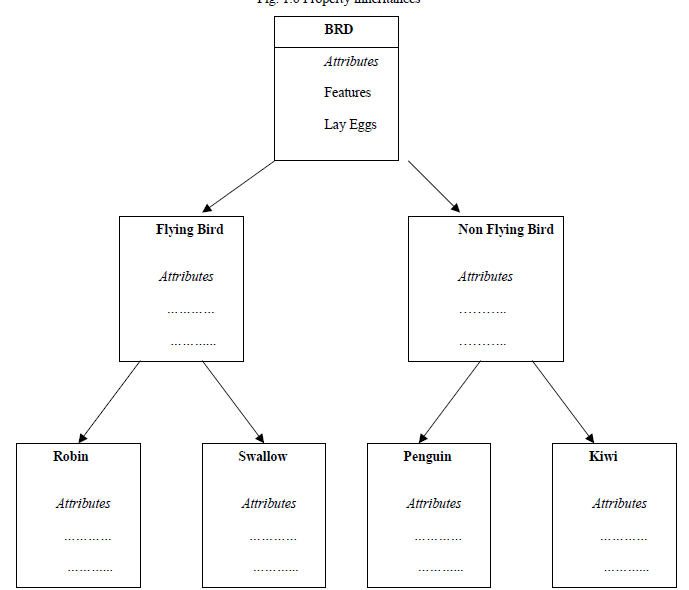 Fig. 1.6 Property inheritances
BRD
Attributes
Features
Lay Eggs
Flying Bird
Attributes
…………
………...
Non Flying Bird
Attributes
………..
………..
Robin
Attributes
…………
………...
Swallow
Attributes
…………
………...
Penguin
Attributes
…………
………...
Kiwi
Attributes
…………
………...